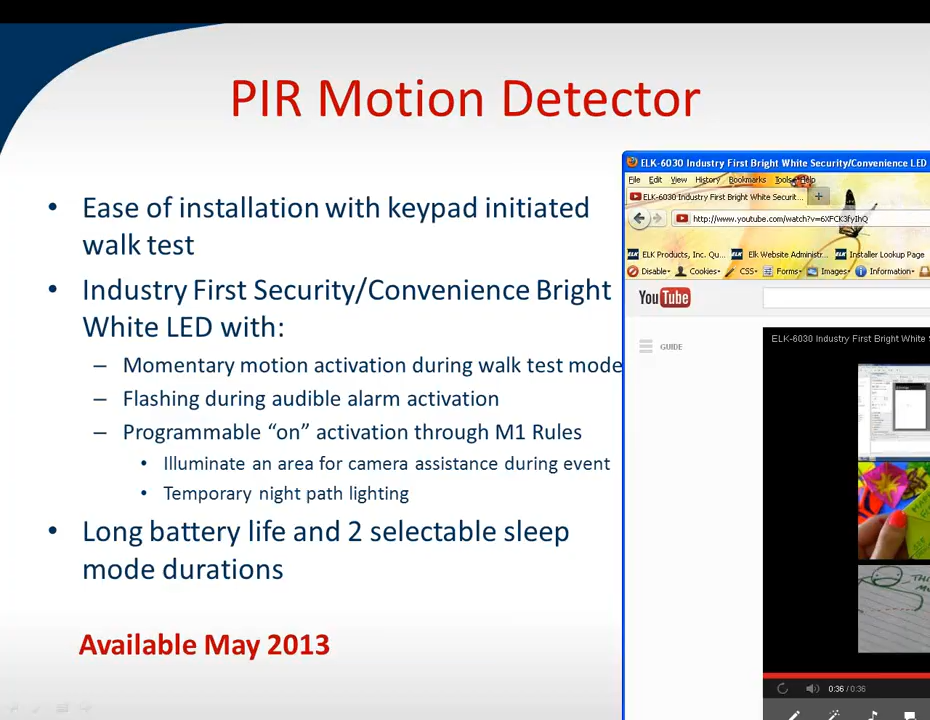 PIR Motion Detector
• Ease of installation with keypad initiated
walk test
• Industry First Security/Convenience Bright
White LED with:
– Momentary motion activation during walk test mode
– Flashing during audible alarm activation
– Programmable “on” activation through M1 Rules
• Illuminate an area for camera assistance during event
• Temporary night path lighting
• Long battery life and 2 selectable sleep
mode durations
Available May 2013
ELK-6030 Industry First Bright White Security/Convenience LED
File Edit View History Bookmarks Tools Help
ELK-6030 Industry First Bright White Securit...
http://www.youtube.com/watch?v=6XFCK3fyIhQ
ELK Products, Inc. Qu... Elk Website Administr... Installer Lookup Page
Disable Cookies CSS Forms Images Information
YouTube
GUIDE
ELK-6030 Industry First Bright White
0:36 / 0:36